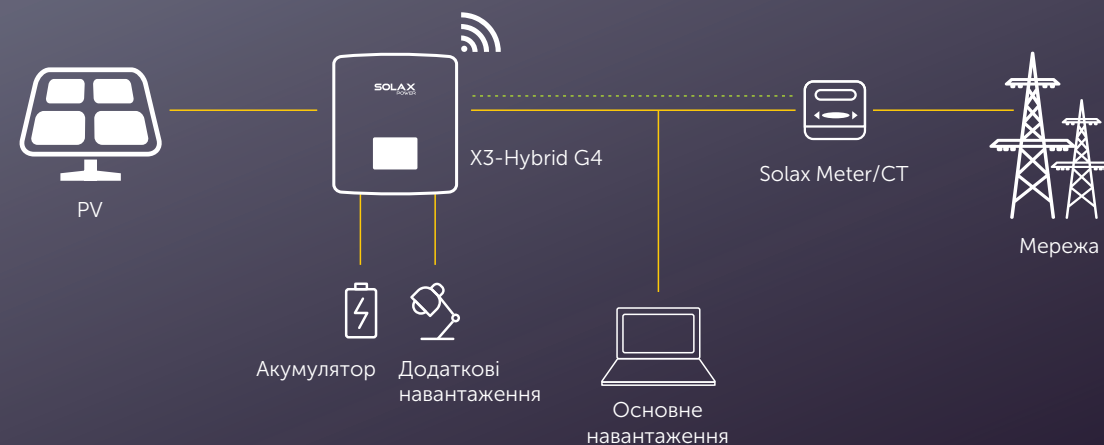 SOLAX
POWER
X3-Hybrid G4
Solax Meter/CT
PV
Мережа
Акумулятор
Додаткові
навантаження
Основне
навантаження